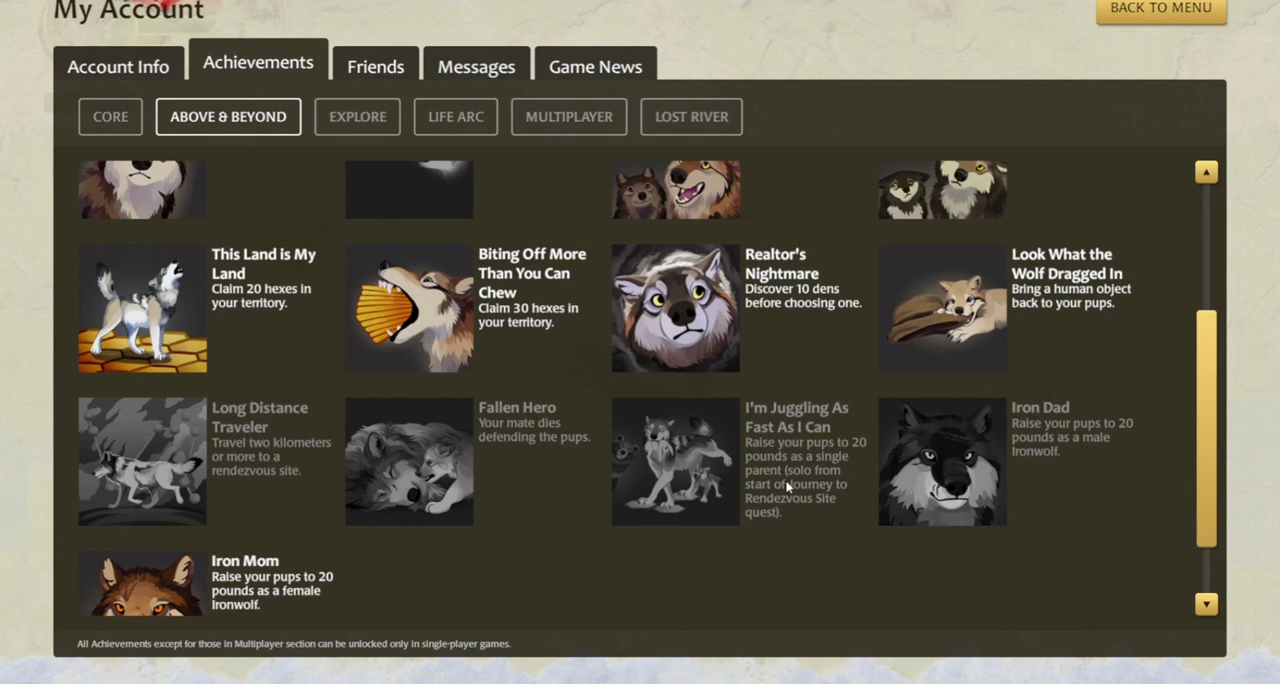 My Account
BACK TO MENU
Account Info
Achievements
Friends
Messages
Game News
CORE
ABOVE & BEYOND
EXPLORE
LIFE ARC
MULTIPLAYER
LOST RIVER
This Land is My
Land
Claim 20 hexes in
your territory.
Biting Off More
Than You Can
Chew
Claim 30 hexes in
your territory.
Realtor's
Nightmare
Discover 10 dens
before choosing one.
Look What the
Wolf Dragged In
Bring a human object
back to your pups.
Long Distance
Traveler
Travel two kilometers
or more to a
rendezvous site.
Fallen Hero
Your mate dies
defending the pups.
I'm Juggling As
Fast As I Can
Raise your pups to 20
pounds as a single
parent (solo from
start of Journey to
Rendezvous Site
quest).
Iron Dad
Raise your pups to 20
pounds as a male
Ironwolf.
Iron Mom
Raise your pups to 20
pounds as a female
Ironwolf.
All Achievements except for those in Multiplayer section can be unlocked only in single-player games.